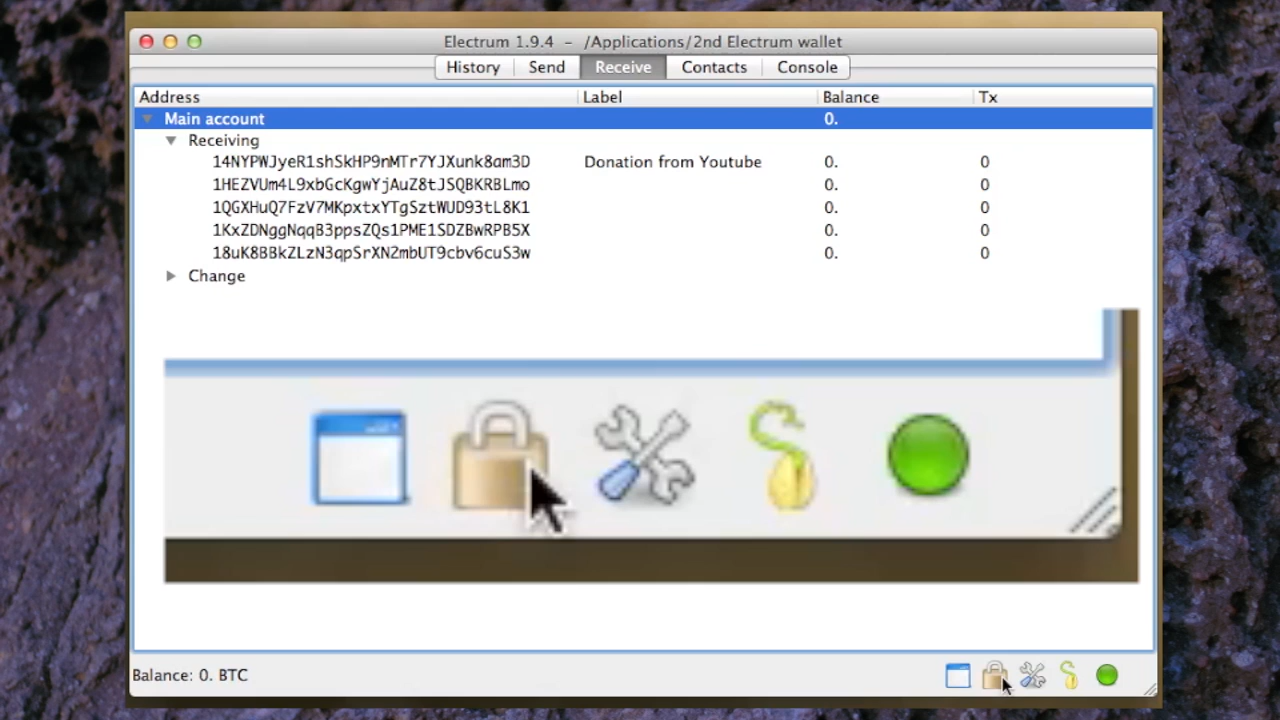 Electrum 1.9.4 - /Applications/2nd Electrum wallet
History Send Receive Contacts Console
Address Label Balance Tx
Main account 0.
Receiving
14NYPWJyeR1shSkHP9nMTr7YJXunk8am3D Donation from Youtube 0. 0
1HEZVUm4L9xbGcKgwYjAuZ8tJSQBKRBLmo 0. 0
1QGXHuQ7FzV7MKpxtxYTgSztWUD93tL8K1 0. 0
1KxZDNggNqqB3ppsZQs1PME1SDZBwRPB5X 0. 0
18uK8BBkZLzN3qpSrXN2mbUT9cbv6cuS3w 0. 0
Change
Balance: 0. BTC